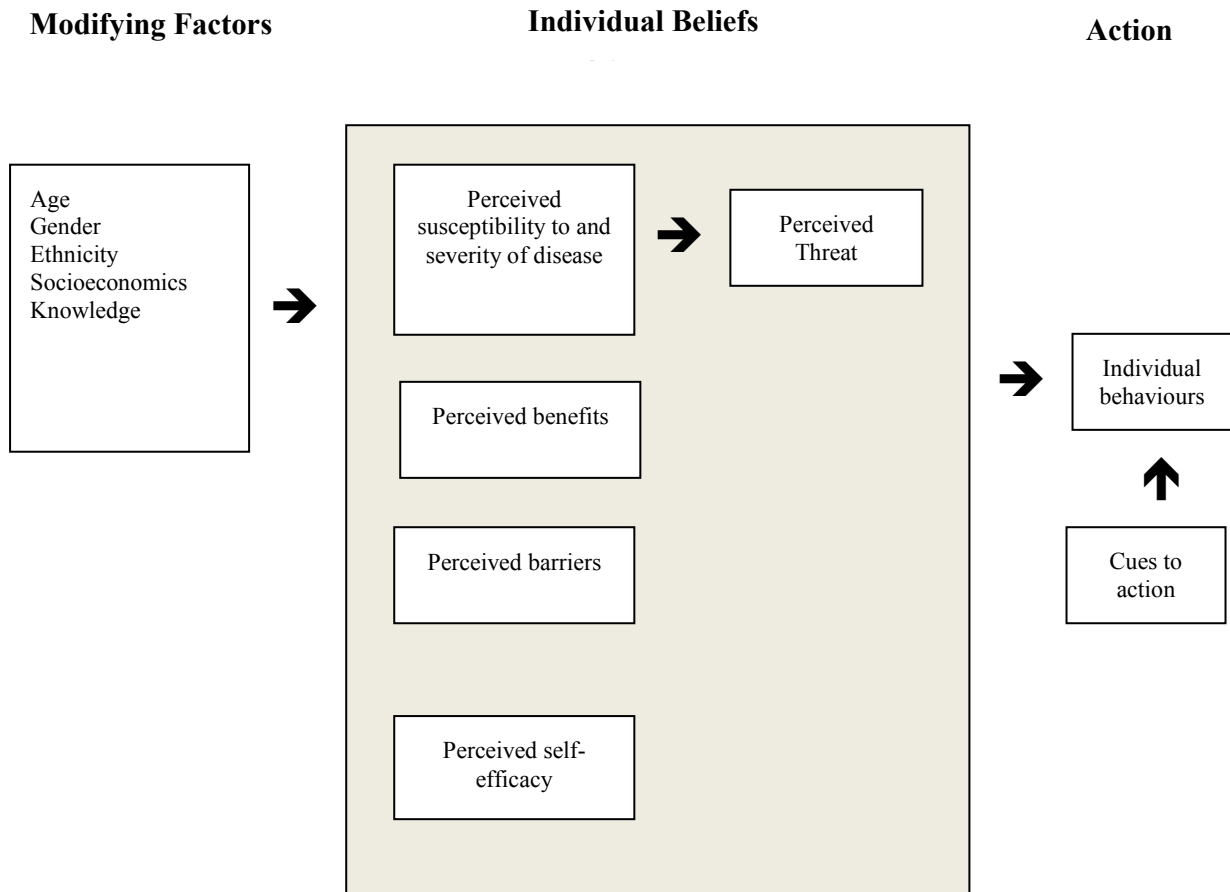 Modifying Factors
Individual Beliefs
Action
Age
Gender
Ethnicity
Socioeconomics
Knowledge
Perceived
susceptibility to and
severity of disease
Perceived
Threat
Perceived benefits
Perceived barriers
Perceived self-
efficacy
Individual
behaviours
Cues to
action